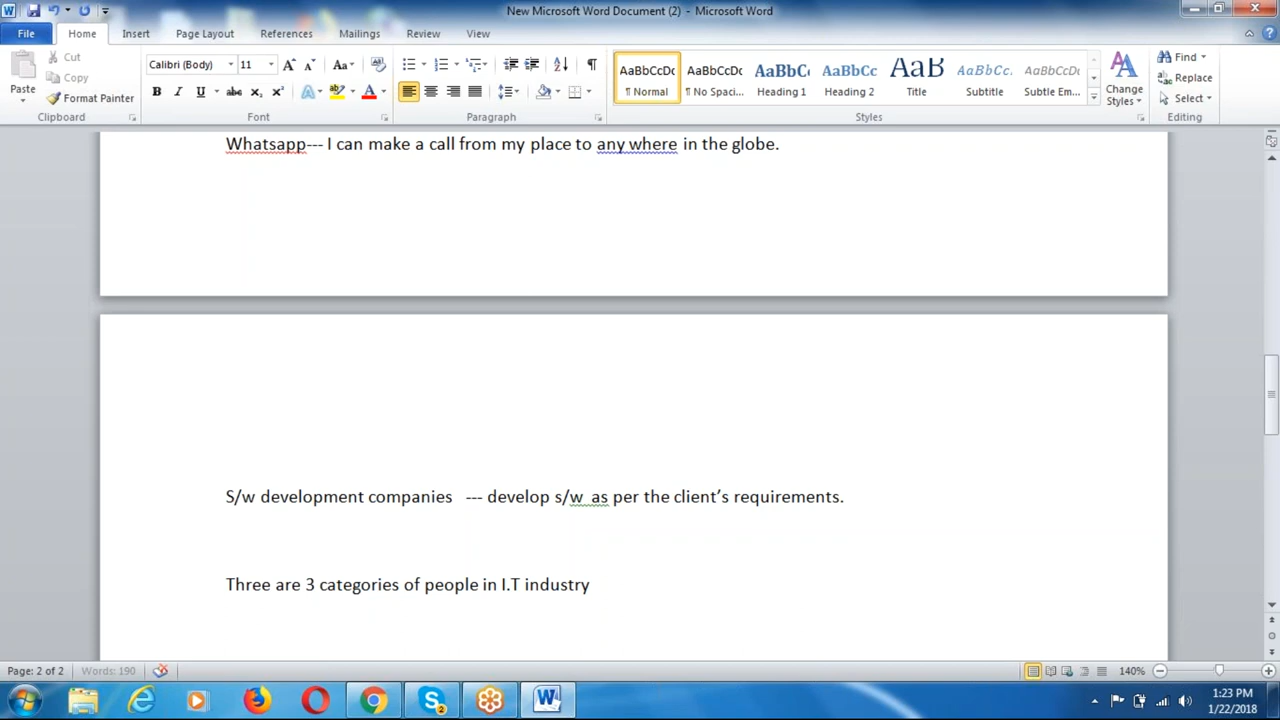 New Microsoft Word Document (2) - Microsoft Word
File Home Insert Page Layout References Mailings Review View
Paste
Cut
Copy
Format Painter
Clipboard
Calibri (Body) 11
Font
Paragraph
AaBbCcDc AaBbCcDc AaBbC AaBbCc AaB AaBbCc. AaBbCcDc
¶ Normal ¶ No Spaci... Heading 1 Heading 2 Title Subtitle Subtle Em...
Change Styles
Styles
Find
Replace
Select
Editing
Whatsapp--- I can make a call from my place to any where in the globe.
S/w development companies --- develop s/w as per the client’s requirements.
Three are 3 categories of people in I.T industry
Page: 2 of 2 Words: 190 140%
1:23 PM
1/22/2018